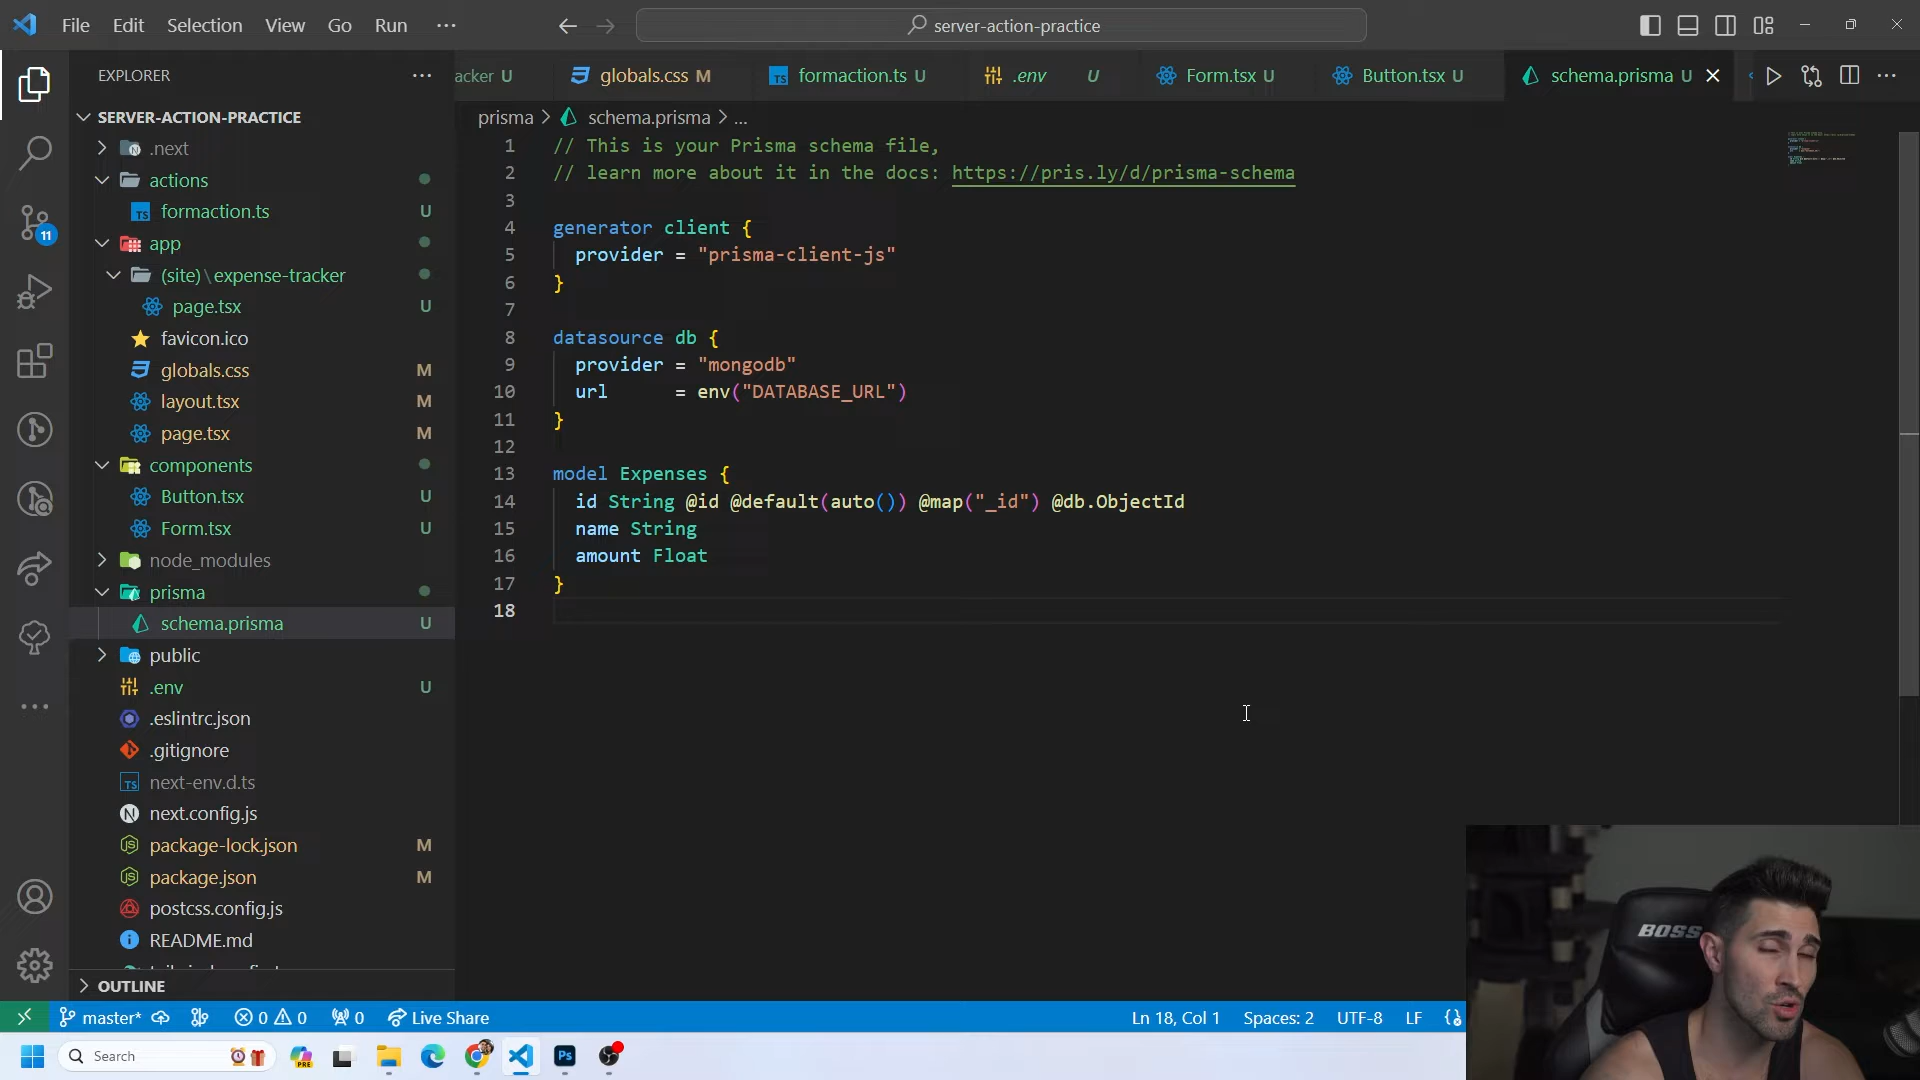 File Edit Selection View Go Run ···
server-action-practice
EXPLORER ···
acker U
globals.css M
formaction.ts U
.env U
Form.tsx U
Button.tsx U
schema.prisma U
SERVER-ACTION-PRACTICE
.next
actions
formaction.ts U
app
(site)\expense-tracker
page.tsx U
favicon.ico
globals.css M
layout.tsx M
page.tsx M
components
Button.tsx U
Form.tsx U
node_modules
prisma
schema.prisma U
public
.env U
.eslintrc.json
.gitignore
next-env.d.ts
next.config.js
package-lock.json M
package.json M
postcss.config.js
README.md
OUTLINE
11
prisma > schema.prisma > ...
1 // This is your Prisma schema file,
2 // learn more about it in the docs: https://pris.ly/d/prisma-schema
3
4 generator client {
5 provider = "prisma-client-js"
6 }
7
8 datasource db {
9 provider = "mongodb"
10 url = env("DATABASE_URL")
11 }
12
13 model Expenses {
14 id String @id @default(auto()) @map("_id") @db.ObjectId
15 name String
16 amount Float
17 }
18
BOSS
master* 0 0 0 Live Share
Ln 18, Col 1 Spaces: 2 UTF-8 LF {}
Search
PRE
Ps